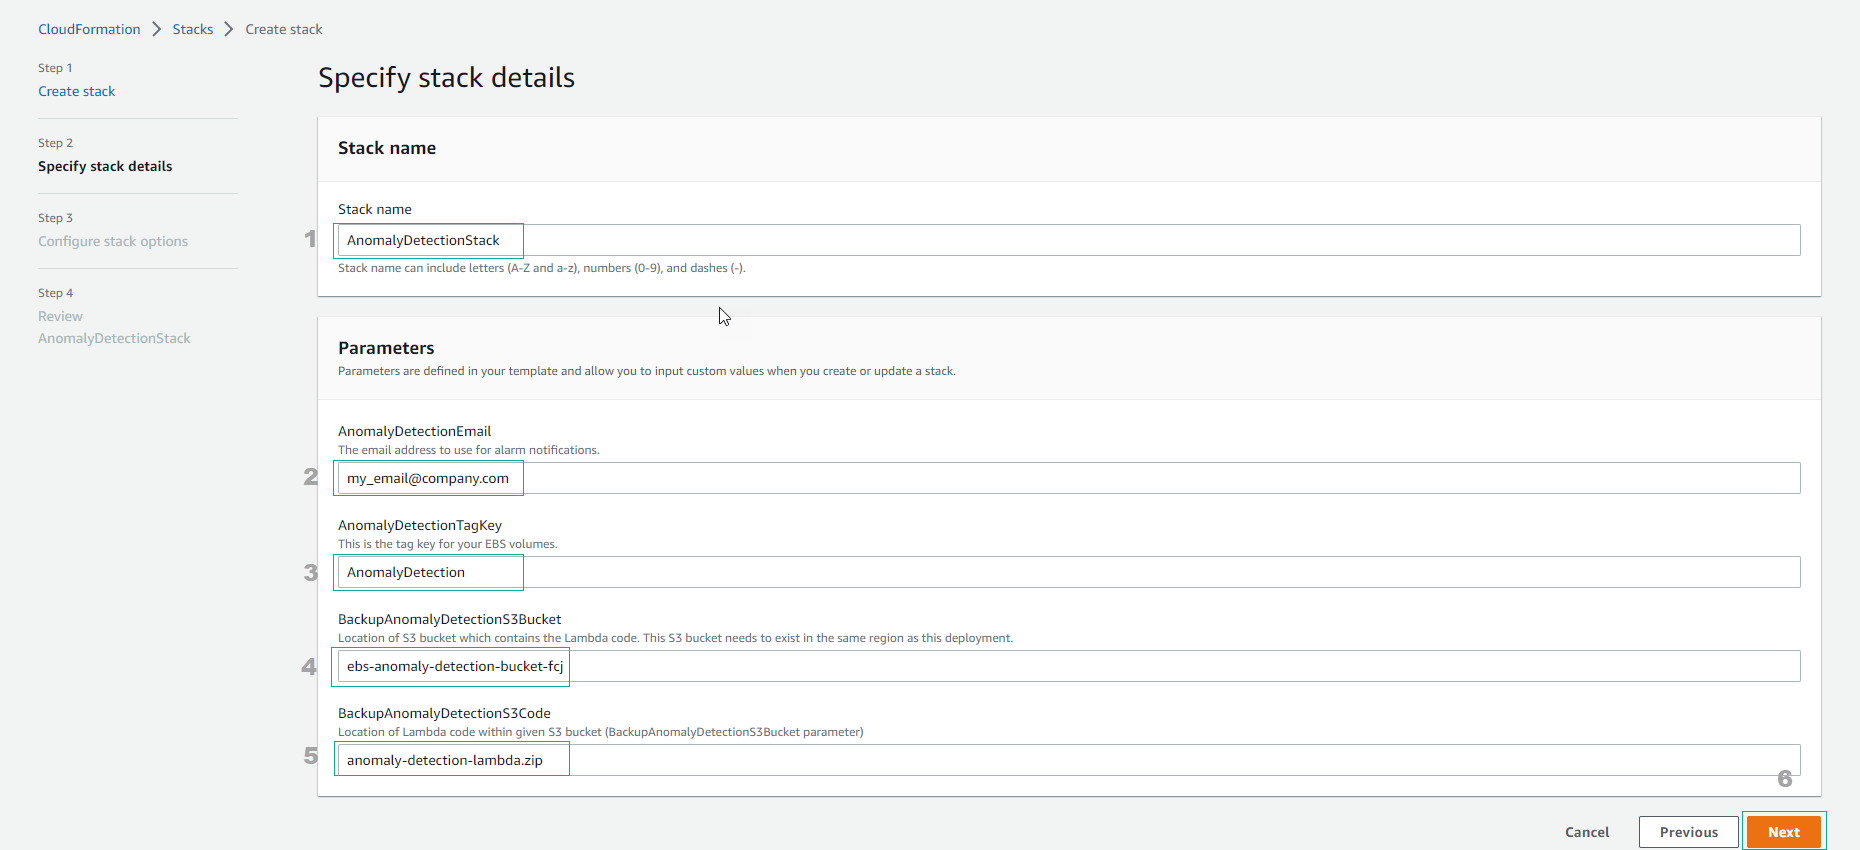 CloudFormation > Stacks > Create stack
Step 1
Create stack
Step 2
Specify stack details
Step 3
Configure stack options
Step 4
Review
AnomalyDetectionStack
Specify stack details
Stack name
Stack name
1 AnomalyDetectionStack
Stack name can include letters (A-Z and a-z), numbers (0-9), and dashes (-).
Parameters
Parameters are defined in your template and allow you to input custom values when you create or update a stack.
AnomalyDetectionEmail
The email address to use for alarm notifications.
2 my_email@company.com
AnomalyDetectionTagKey
This is the tag key for your EBS volumes.
3 AnomalyDetection
BackupAnomalyDetectionS3Bucket
Location of S3 bucket which contains the Lambda code. This S3 bucket needs to exist in the same region as this deployment.
4 ebs-anomaly-detection-bucket-fcj
BackupAnomalyDetectionS3Code
Location of Lambda code within given S3 bucket (BackupAnomalyDetectionS3Bucket parameter)
5 anomaly-detection-lambda.zip
6
Cancel Previous Next